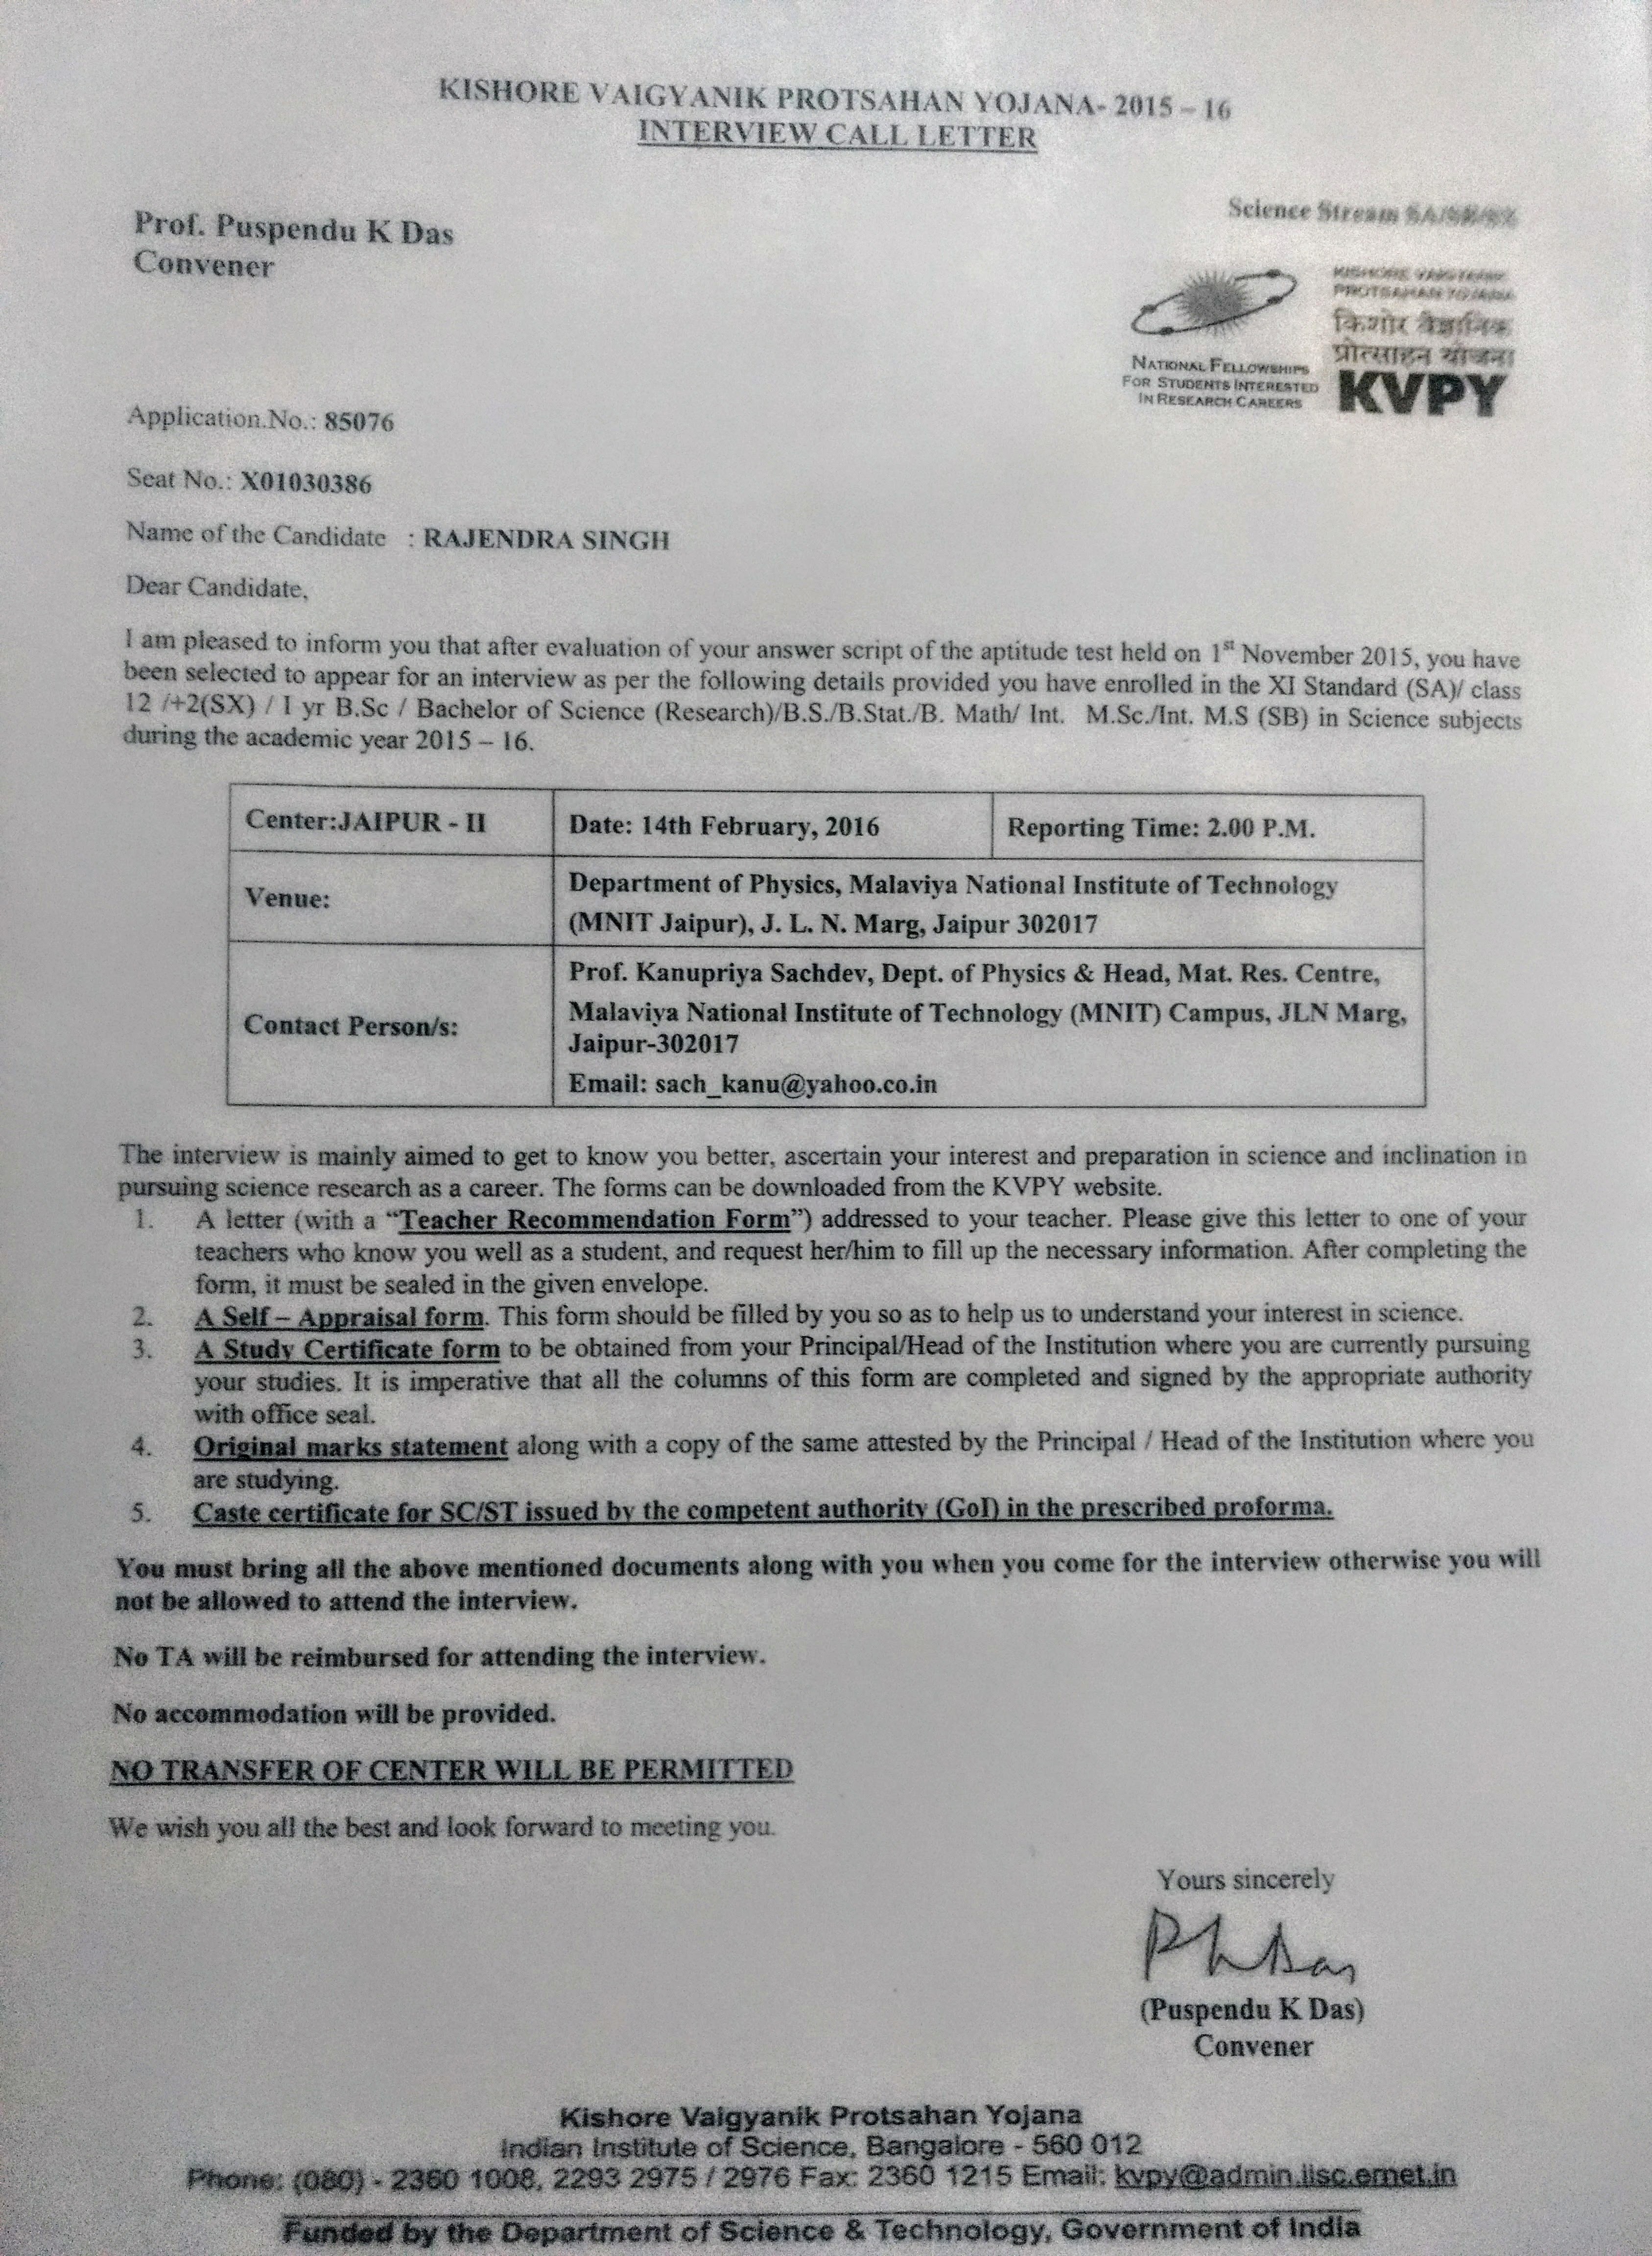 KISHORE VAIGYANIK PROTSAHAN YOJANA- 2015 – 16
INTERVIEW CALL LETTER
Prof. Puspendu K Das
Convener
Science Stream SA/SB/SX
KISHORE VAIGYANIK
PROTSAHAN YOJANA
किशोर वैज्ञानिक
प्रोत्साहन योजना
KVPY
NATIONAL FELLOWSHIPS
FOR STUDENTS INTERESTED
IN RESEARCH CAREERS
Application.No.: 85076
Seat No.: X01030386
Name of the Candidate : RAJENDRA SINGH
Dear Candidate,
I am pleased to inform you that after evaluation of your answer script of the aptitude test held on 1st November 2015, you have
been selected to appear for an interview as per the following details provided you have enrolled in the XI Standard (SA)/ class
12 /+2(SX) / I yr B.Sc / Bachelor of Science (Research)/B.S./B.Stat./B. Math/ Int. M.Sc./Int. M.S (SB) in Science subjects
during the academic year 2015 – 16.
Center:JAIPUR - II Date: 14th February, 2016 Reporting Time: 2.00 P.M.
Venue: Department of Physics, Malaviya National Institute of Technology
(MNIT Jaipur), J. L. N. Marg, Jaipur 302017
Contact Person/s: Prof. Kanupriya Sachdev, Dept. of Physics & Head, Mat. Res. Centre,
Malaviya National Institute of Technology (MNIT) Campus, JLN Marg,
Jaipur-302017
Email: sach_kanu@yahoo.co.in
The interview is mainly aimed to get to know you better, ascertain your interest and preparation in science and inclination in
pursuing science research as a career. The forms can be downloaded from the KVPY website.
1. A letter (with a “Teacher Recommendation Form”) addressed to your teacher. Please give this letter to one of your
teachers who know you well as a student, and request her/him to fill up the necessary information. After completing the
form, it must be sealed in the given envelope.
2. A Self – Appraisal form. This form should be filled by you so as to help us to understand your interest in science.
3. A Study Certificate form to be obtained from your Principal/Head of the Institution where you are currently pursuing
your studies. It is imperative that all the columns of this form are completed and signed by the appropriate authority
with office seal.
4. Original marks statement along with a copy of the same attested by the Principal / Head of the Institution where you
are studying.
5. Caste certificate for SC/ST issued by the competent authority (GoI) in the prescribed proforma.
You must bring all the above mentioned documents along with you when you come for the interview otherwise you will
not be allowed to attend the interview.
No TA will be reimbursed for attending the interview.
No accommodation will be provided.
NO TRANSFER OF CENTER WILL BE PERMITTED
We wish you all the best and look forward to meeting you.
Yours sincerely
PKDas
(Puspendu K Das)
Convener
Kishore Vaigyanik Protsahan Yojana
Indian Institute of Science, Bangalore - 560 012
Phone: (080) - 2360 1008, 2293 2975 / 2976 Fax: 2360 1215 Email: kvpy@admin.iisc.ernet.in
Funded by the Department of Science & Technology, Government of India